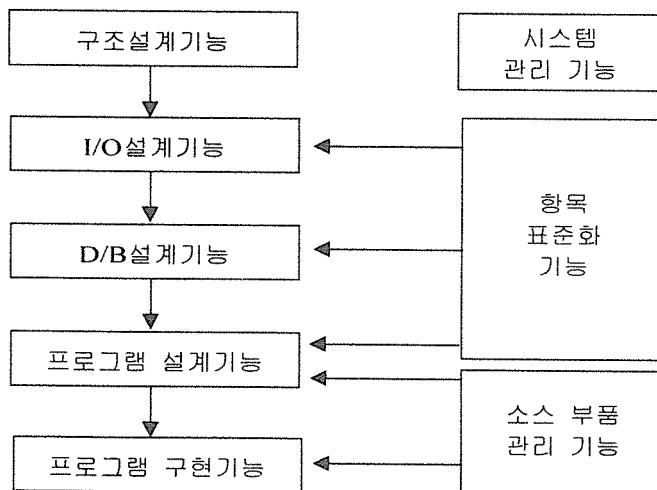 구조설계기능
I/O설계기능
D/B설계기능
프로그램 설계기능
프로그램 구현기능
시스템
관리 기능
항목
표준화
기능
소스 부품
관리 기능